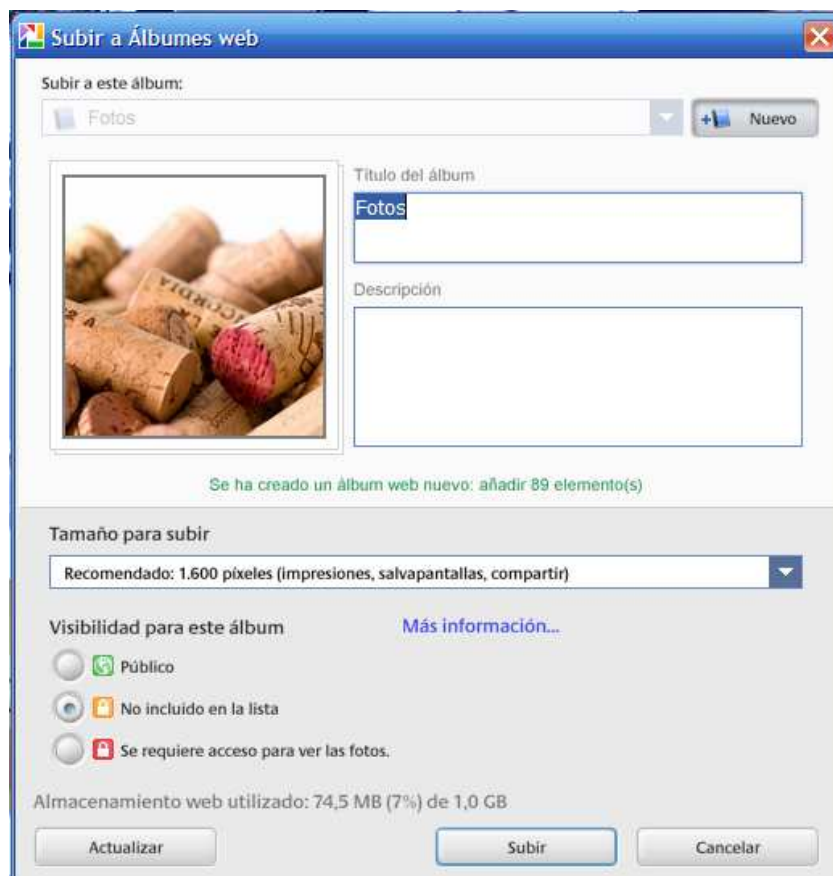 Subir a Álbumes web
Subir a este álbum:
Fotos
Nuevo
Título del álbum
Fotos
Descripción
Se ha creado un álbum web nuevo: añadir 89 elemento(s)
Tamaño para subir
Recomendado: 1.600 píxeles (impresiones, salvapantallas, compartir)
Visibilidad para este álbum
Más información...
Público
No incluido en la lista
Se requiere acceso para ver las fotos.
Almacenamiento web utilizado: 74,5 MB (7%) de 1,0 GB
Actualizar
Subir
Cancelar